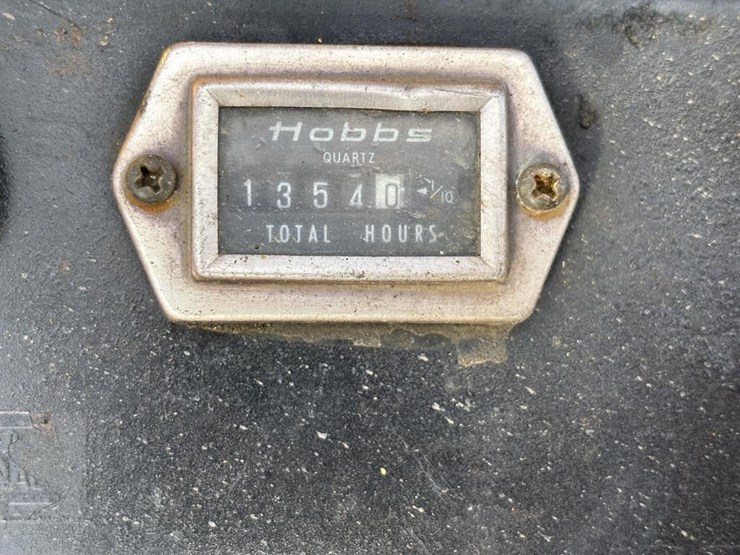 Hobbs
QUARTZ
13540 ◄1/10
TOTAL HOURS